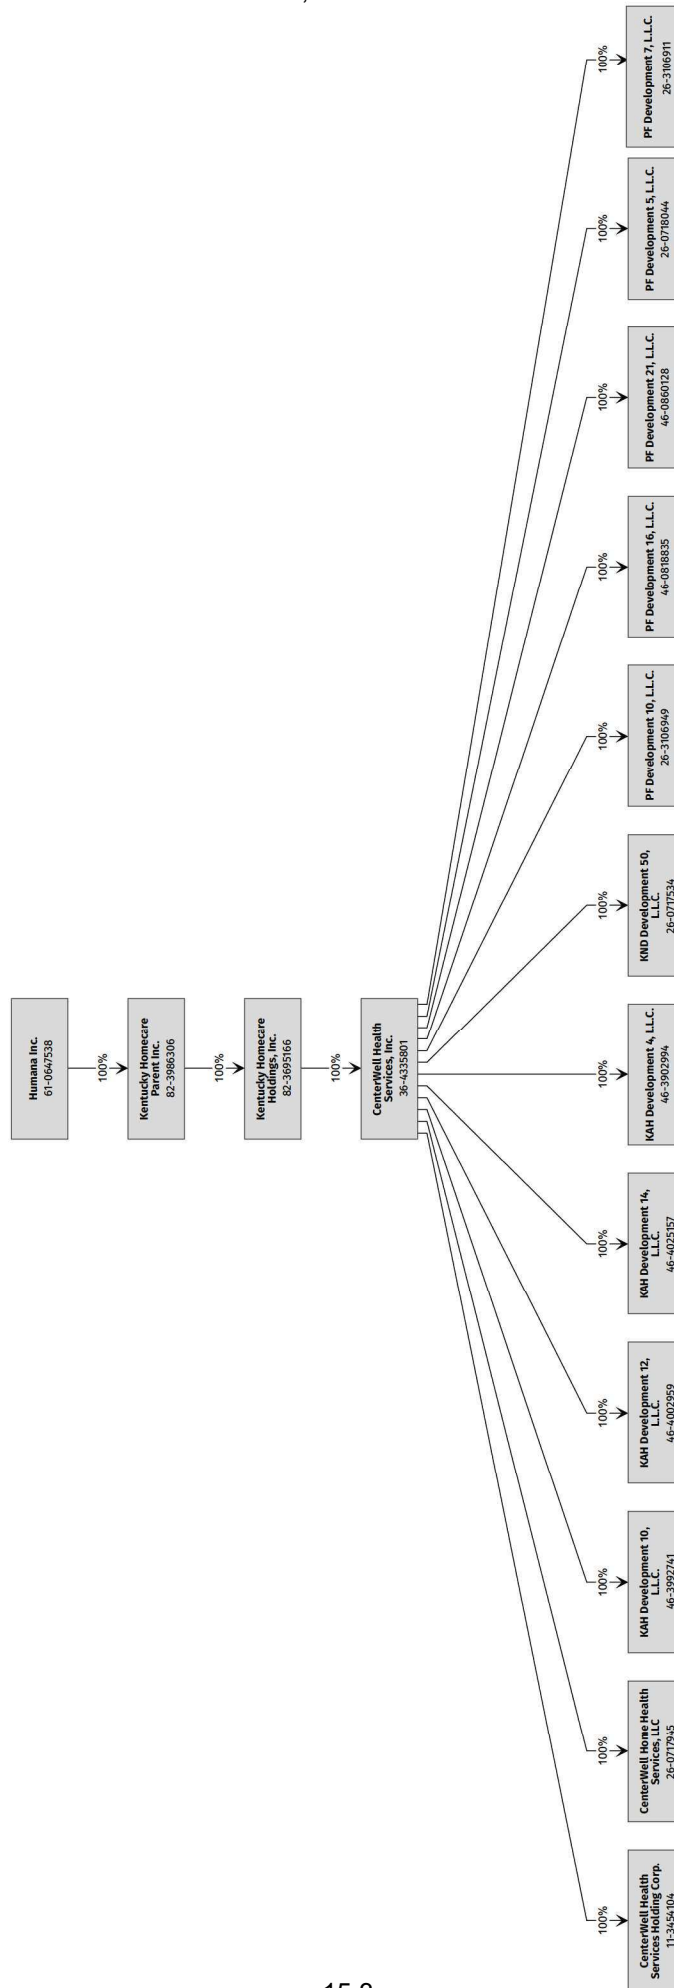 Humana Inc.
61-0647538
100%
Kentucky Homecare
Parent Inc.
82-3986306
100%
Kentucky Homecare
Holdings, Inc.
82-3695166
100%
CenterWell Health
Services, Inc.
36-4335801
100%
CenterWell Health
Services Holding Corp.
11-3454104
100%
CenterWell Home Health
Services, LLC
26-0717945
100%
KAH Development 10,
L.L.C.
46-3992741
100%
KAH Development 12,
L.L.C.
46-4002959
100%
KAH Development 14,
L.L.C.
46-4025157
100%
KAH Development 4, L.L.C.
46-3902994
100%
KND Development 50,
L.L.C.
26-0717534
100%
PF Development 10, L.L.C.
26-3106949
100%
PF Development 16, L.L.C.
46-0818835
100%
PF Development 21, L.L.C.
46-0860128
100%
PF Development 5, L.L.C.
26-0718044
100%
PF Development 7, L.L.C.
26-3106911